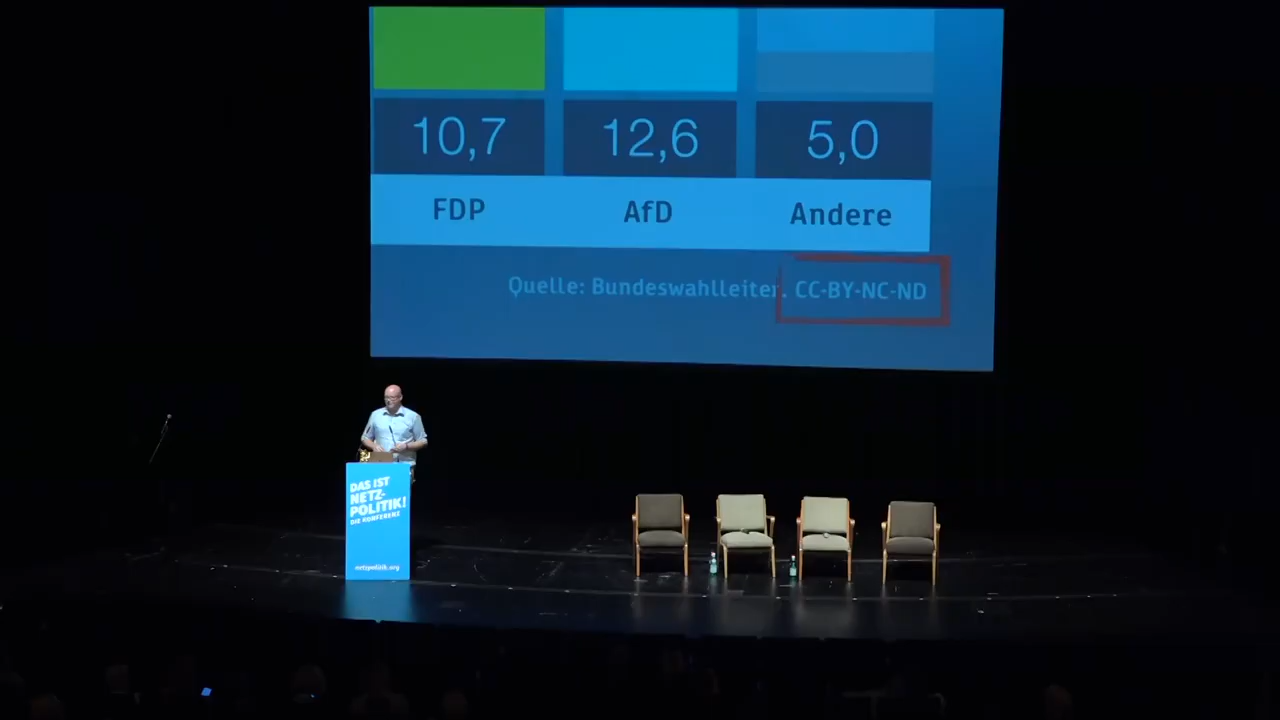 10,7 12,6 5,0
FDP AfD Andere
Quelle: Bundeswahlleiter. CC-BY-NC-ND
DAS IST
NETZ-
POLITIK!
DIE KONFERENZ
netzpolitik.org